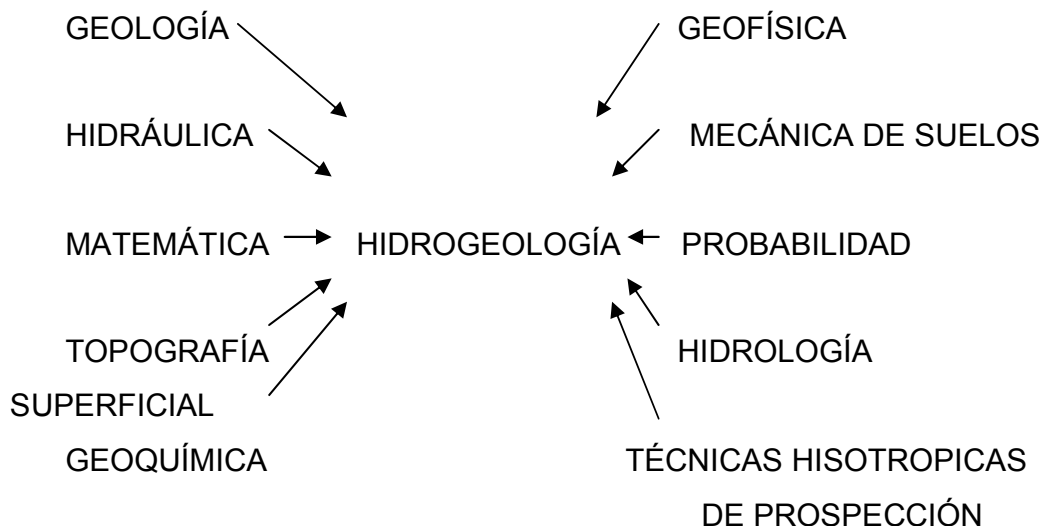 GEOLOGÍA GEOFÍSICA
HIDRÁULICA MECÁNICA DE SUELOS
MATEMÁTICA HIDROGEOLOGÍA PROBABILIDAD
TOPOGRAFÍA HIDROLOGÍA
SUPERFICIAL
GEOQUÍMICA TÉCNICAS HISOTROPICAS
DE PROSPECCIÓN